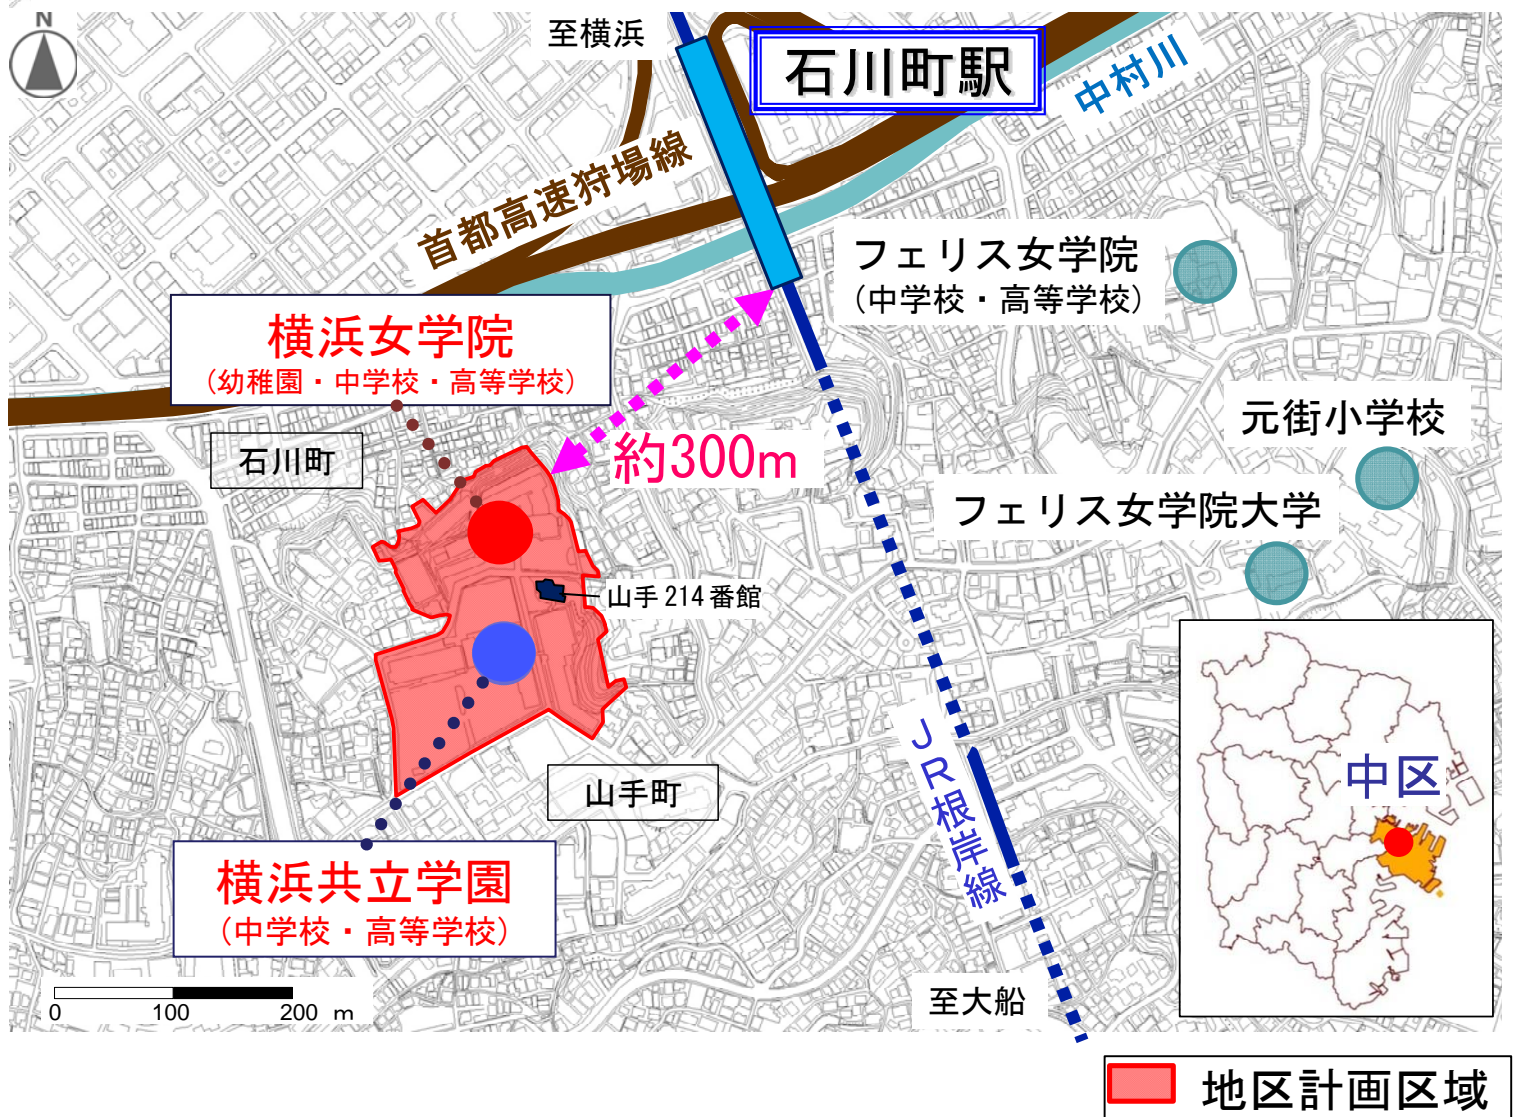 N
至横浜
石川町駅
中村川
首都高速狩場線
フェリス女学院
(中学校・高等学校)
横浜女学院
(幼稚園・中学校・高等学校)
石川町
約300m
元街小学校
フェリス女学院大学
山手214番館
中区
JR根岸線
山手町
横浜共立学園
(中学校・高等学校)
至大船
0 100 200 m
地区計画区域